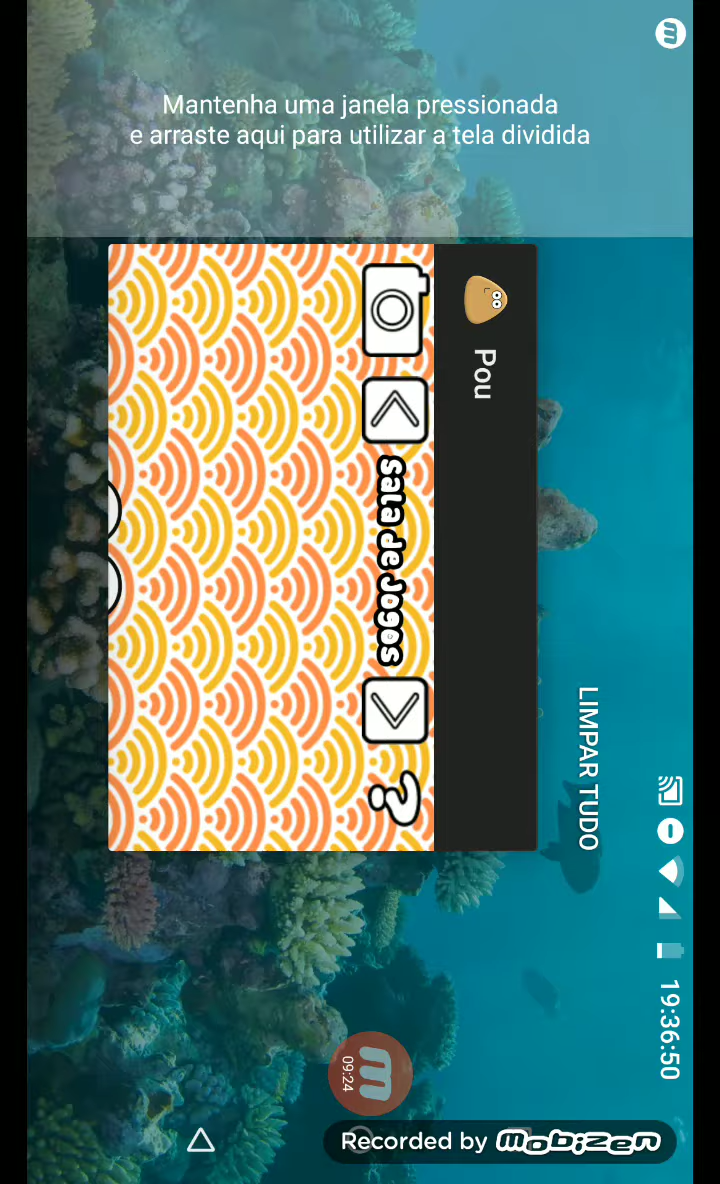 Mantenha uma janela pressionada
e arraste aqui para utilizar a tela dividida
Pou
Sala de Jogos
?
LIMPAR TUDO
19:36:50
09:24
Recorded by mobizen